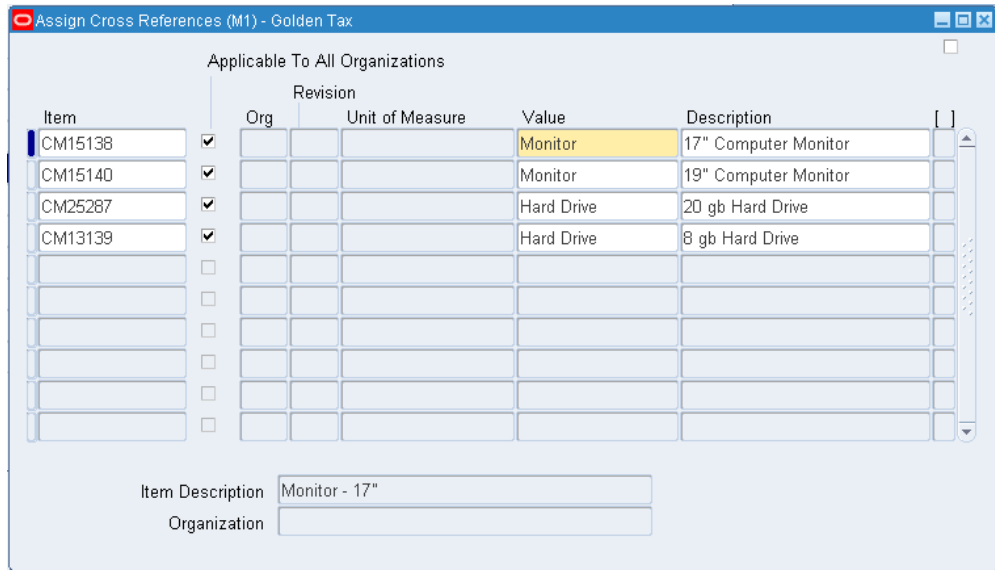 Assign Cross References (M1) - Golden Tax
Applicable To All Organizations
Revision
Item Org Unit of Measure Value Description [ ]
CM15138 Monitor 17" Computer Monitor
CM15140 Monitor 19" Computer Monitor
CM25287 Hard Drive 20 gb Hard Drive
CM13139 Hard Drive 8 gb Hard Drive
Item Description Monitor - 17"
Organization